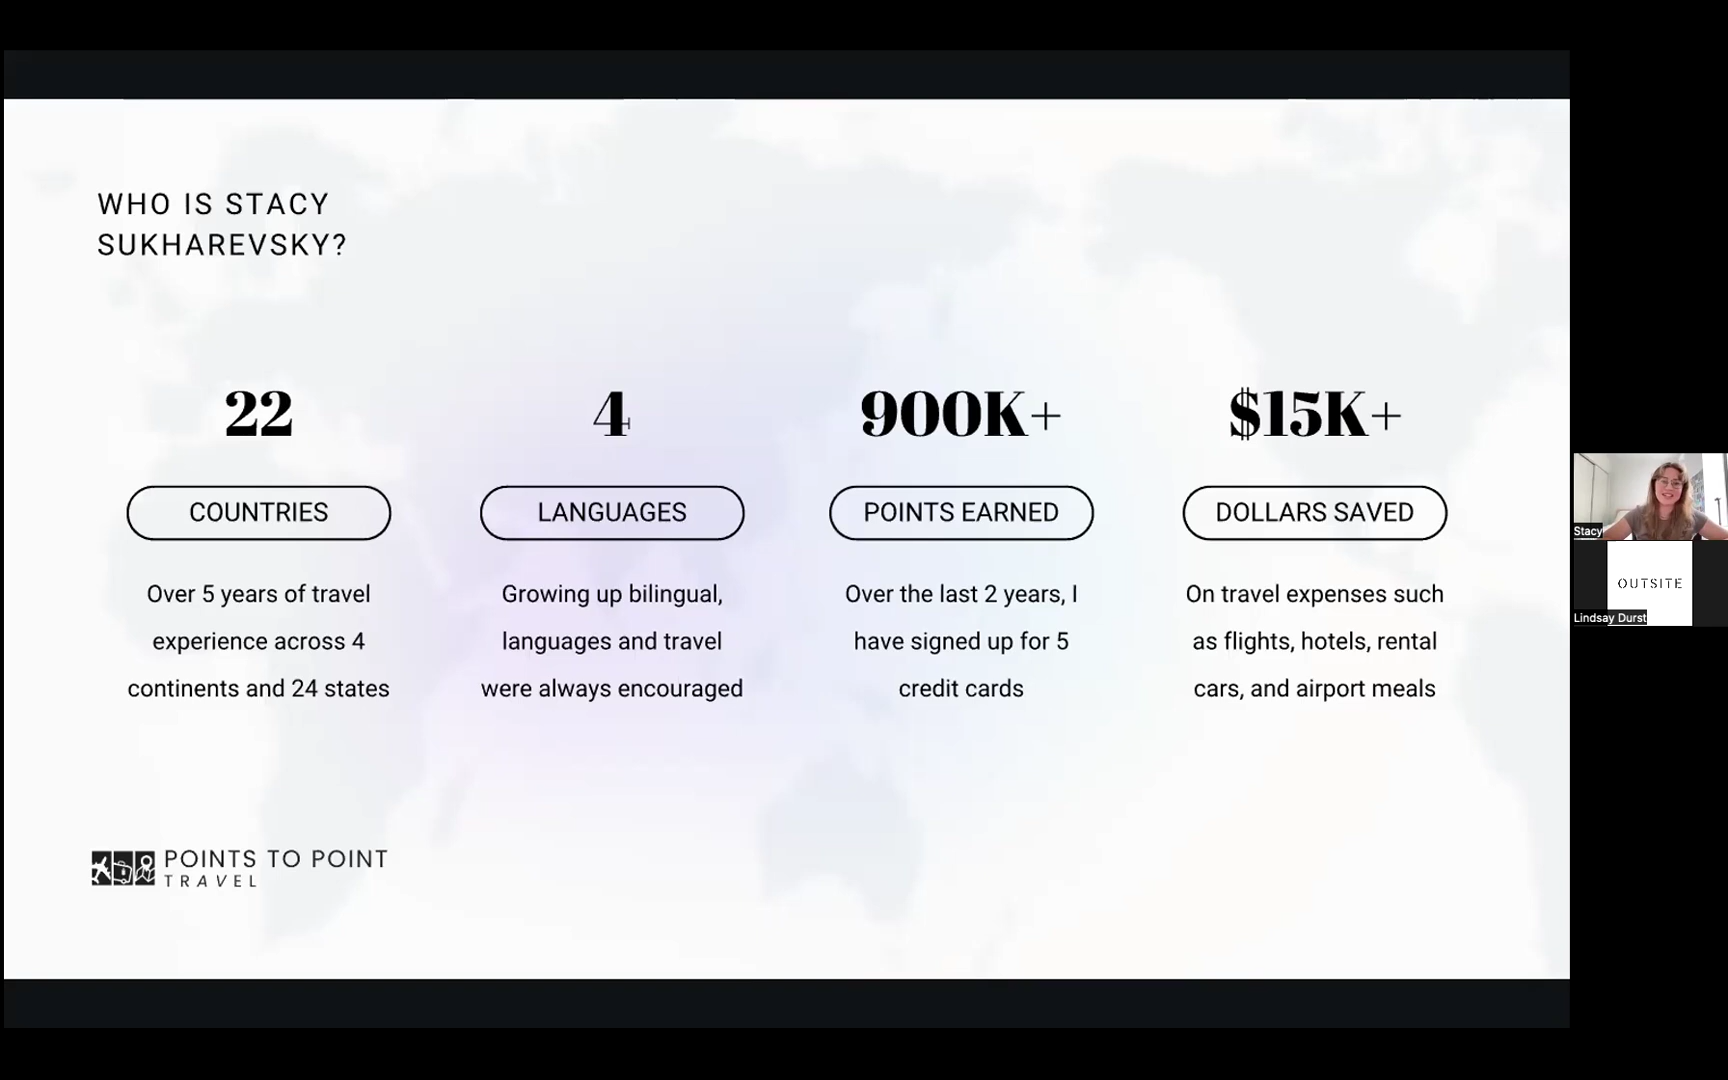 WHO IS STACY
SUKHAREVSKY?
22
COUNTRIES
Over 5 years of travel
experience across 4
continents and 24 states
4
LANGUAGES
Growing up bilingual,
languages and travel
were always encouraged
900K+
POINTS EARNED
Over the last 2 years, I
have signed up for 5
credit cards
$15K+
DOLLARS SAVED
On travel expenses such
as flights, hotels, rental
cars, and airport meals
POINTS TO POINT
TRAVEL
Stacy
OUTSITE
Lindsay Durst